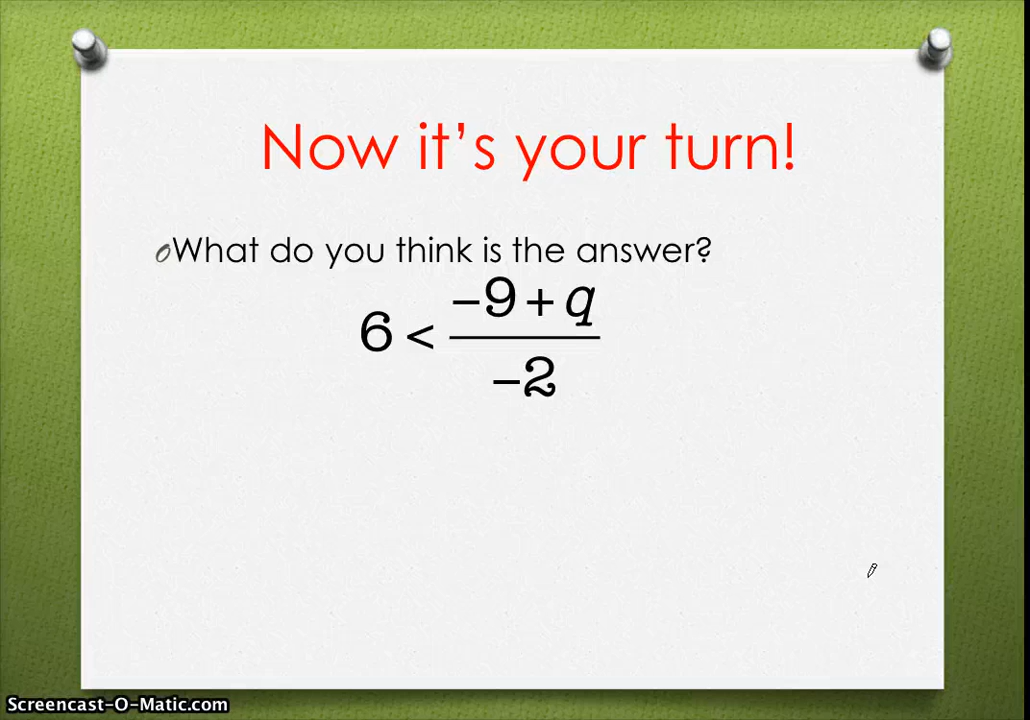 Now it's your turn!
What do you think is the answer?
6 < (−9 + q)/(−2)
Screencast-O-Matic.com